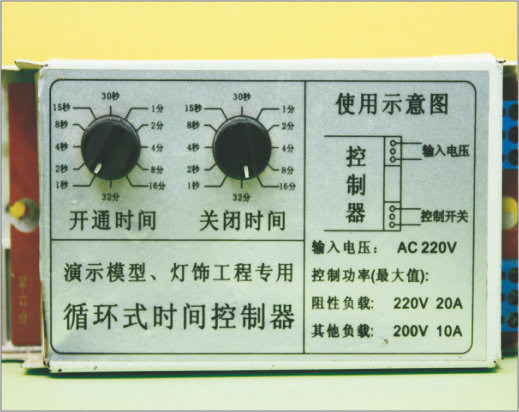 30秒
15秒 1分
8秒 2分
4秒 4分
2秒 8分
1秒 16分
32分
开通时间
30秒
15秒 1分
8秒 2分
4秒 4分
2秒 8分
1秒 16分
32分
关闭时间
演示模型、灯饰工程专用
循环式时间控制器
使用示意图
控制器
输入电压
控制开关
输入电压: AC 220V
控制功率(最大值):
阻性负载: 220V 20A
其他负载: 200V 10A